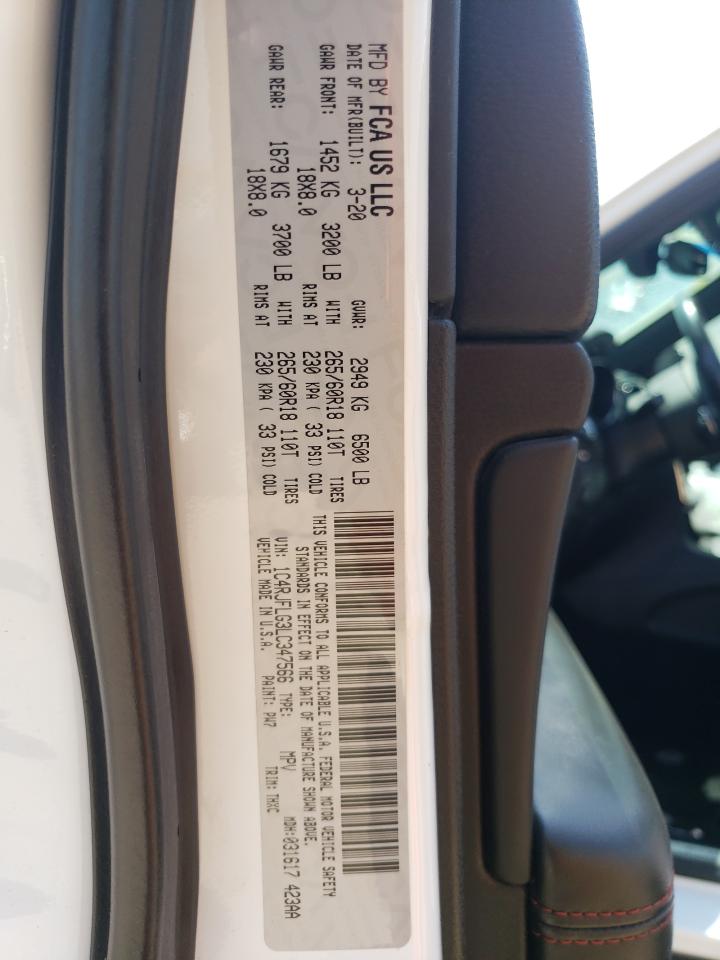 MFD BY FCA US LLC
DATE OF MFR(BUILT): 3-20 GVWR: 2949 KG 6500 LB
GAWR FRONT: 1452 KG 3200 LB WITH 265/60R18 110T TIRES
18X8.0 RIMS AT 230 KPA ( 33 PSI) COLD
GAWR REAR: 1679 KG 3700 LB WITH 265/60R18 110T TIRES
18X8.0 RIMS AT 230 KPA ( 33 PSI) COLD
THIS VEHICLE CONFORMS TO ALL APPLICABLE U.S.A. FEDERAL MOTOR VEHICLE SAFETY
STANDARDS IN EFFECT ON THE DATE OF MANUFACTURE SHOWN ABOVE.
VIN: 1C4RJFLG3LC347566 TYPE: MPV MDH:031617 423AA
VEHICLE MADE IN U.S.A. PAINT: PW7 TRIM: TMXC